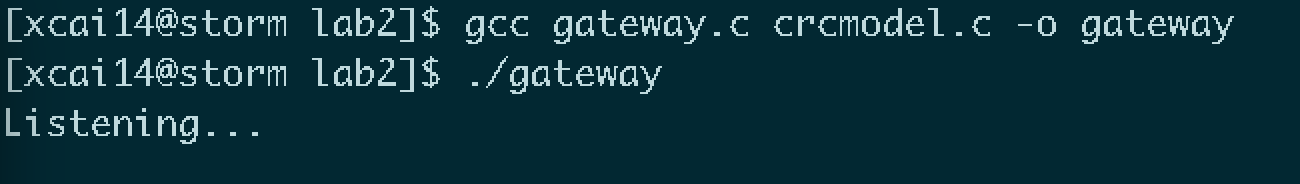 [xcai14@storm lab2]$ gcc gateway.c crcmodel.c -o gateway
[xcai14@storm lab2]$ ./gateway
Listening...